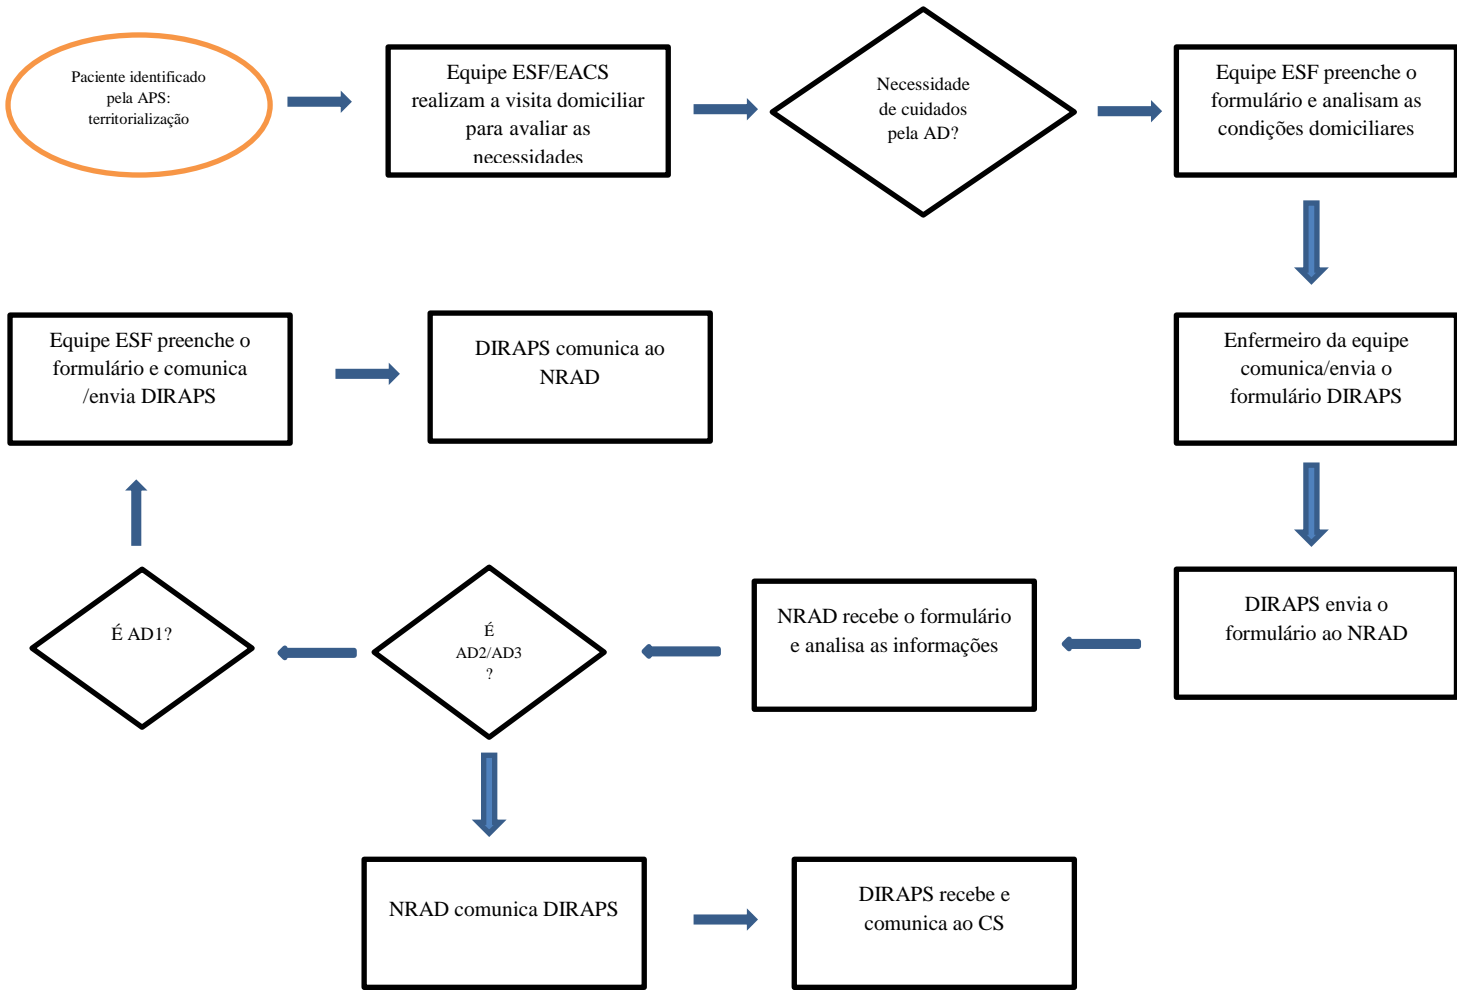 Paciente identificado
pela APS:
territorialização
Equipe ESF/EACS
realizam a visita domiciliar
para avaliar as
necessidades
Necessidade
de cuidados
pela AD?
Equipe ESF preenche o
formulário e analisam as
condições domiciliares
Equipe ESF preenche o
formulário e comunica
/envia DIRAPS
DIRAPS comunica ao
NRAD
Enfermeiro da equipe
comunica/envia o
formulário DIRAPS
É AD1?
É
AD2/AD3
?
NRAD recebe o formulário
e analisa as informações
DIRAPS envia o
formulário ao NRAD
NRAD comunica DIRAPS
DIRAPS recebe e
comunica ao CS